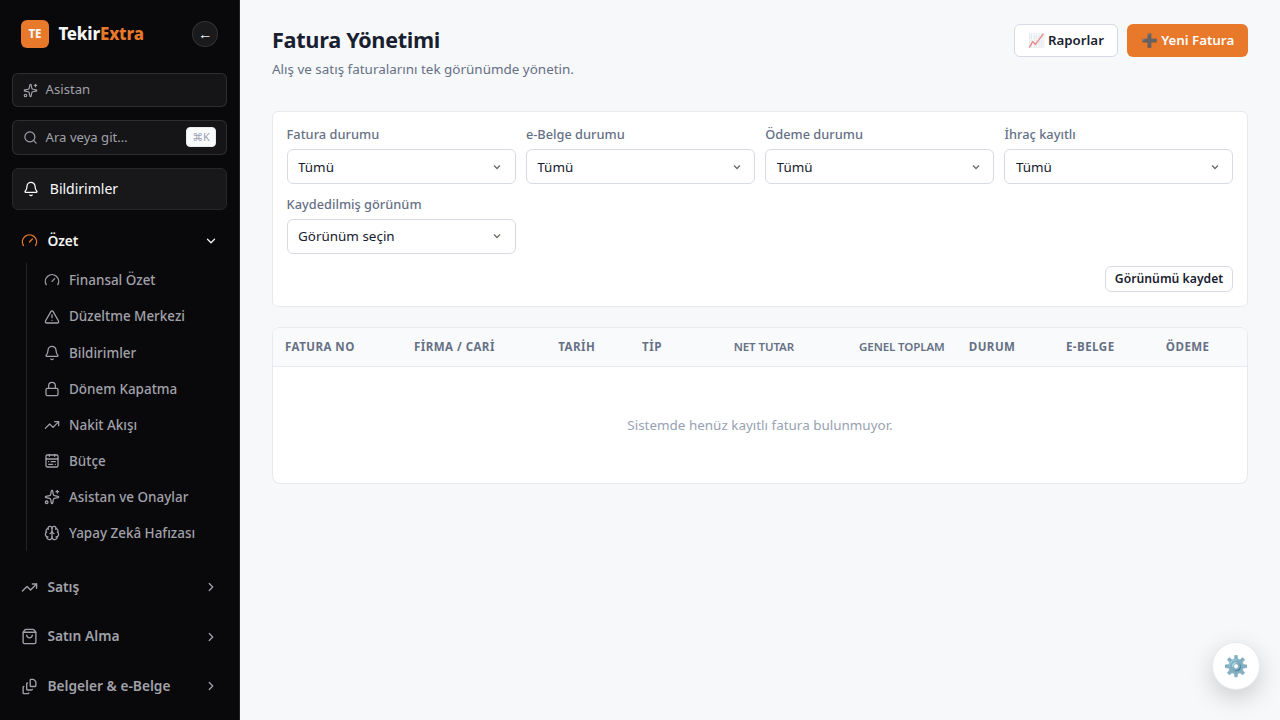 TE TekirExtra ←
Asistan
Ara veya git... ⌘K
Bildirimler
Özet
Finansal Özet
Düzeltme Merkezi
Bildirimler
Dönem Kapatma
Nakit Akışı
Bütçe
Asistan ve Onaylar
Yapay Zekâ Hafızası
Satış
Satın Alma
Belgeler & e-Belge
Fatura Yönetimi
Alış ve satış faturalarını tek görünümde yönetin.
Raporlar
Yeni Fatura
Fatura durumu e-Belge durumu Ödeme durumu İhraç kayıtlı
Tümü Tümü Tümü Tümü
Kaydedilmiş görünüm
Görünüm seçin
Görünümü kaydet
FATURA NO FİRMA / CARİ TARİH TİP NET TUTAR GENEL TOPLAM DURUM E-BELGE ÖDEME
Sistemde henüz kayıtlı fatura bulunmuyor.